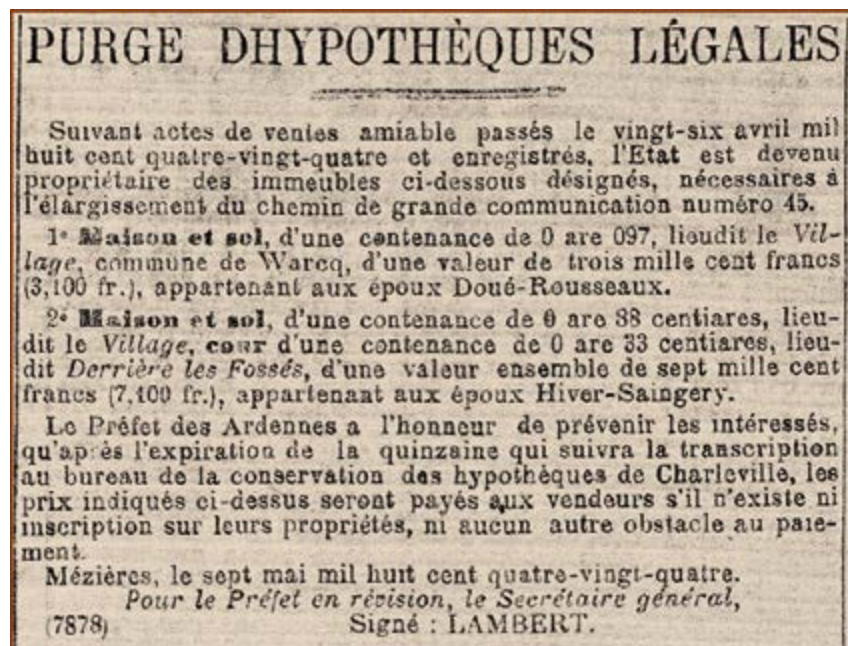 PURGE DHYPOTHÈQUES LÉGALES
Suivant actes de ventes amiable passés le vingt-six avril mil
huit cent quatre-vingt-quatre et enregistrés, l'Etat est devenu
propriétaire des immeubles ci-dessous désignés, nécessaires à
l'élargissement du chemin de grande communication numéro 45.
1° Maison et sol, d'une contenance de 0 are 097, lieudit le Vil-
lage, commune de Warcq, d'une valeur de trois mille cent francs
(3,100 fr.), appartenant aux époux Doué-Rousseaux.
2° Maison et sol, d'une contenance de 0 are 88 centiares, lieu-
dit le Village, cour d'une contenance de 0 are 33 centiares, lieu-
dit Derrière les Fossés, d'une valeur ensemble de sept mille cent
francs (7,100 fr.), appartenant aux époux Hiver-Saingery.
Le Préfet des Ardennes a l'honneur de prévenir les intéressés,
qu'après l'expiration de la quinzaine qui suivra la transcription
au bureau de la conservation des hypothèques de Charleville, les
prix indiqués ci-dessus seront payés aux vendeurs s'il n'existe ni
inscription sur leurs propriétés, ni aucun autre obstacle au paie-
ment.
Mézières, le sept mai mil huit cent quatre-vingt-quatre.
Pour le Préfet en révision, le Secrétaire général,
(7878) Signé : LAMBERT.